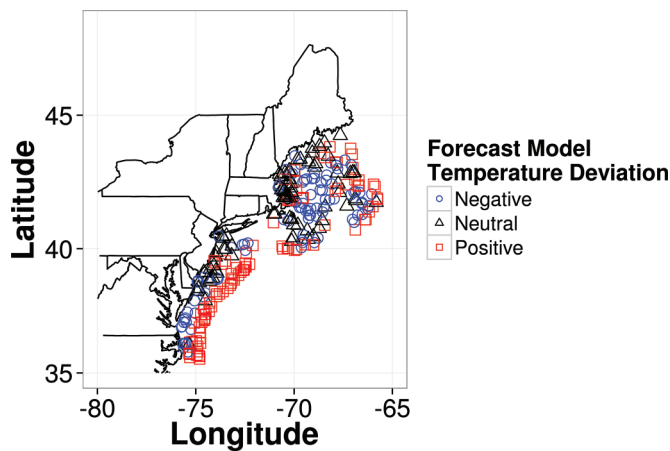 Latitude
45
40
35
-80 -75 -70 -65
Longitude
Forecast Model
Temperature Deviation
Negative
Neutral
Positive